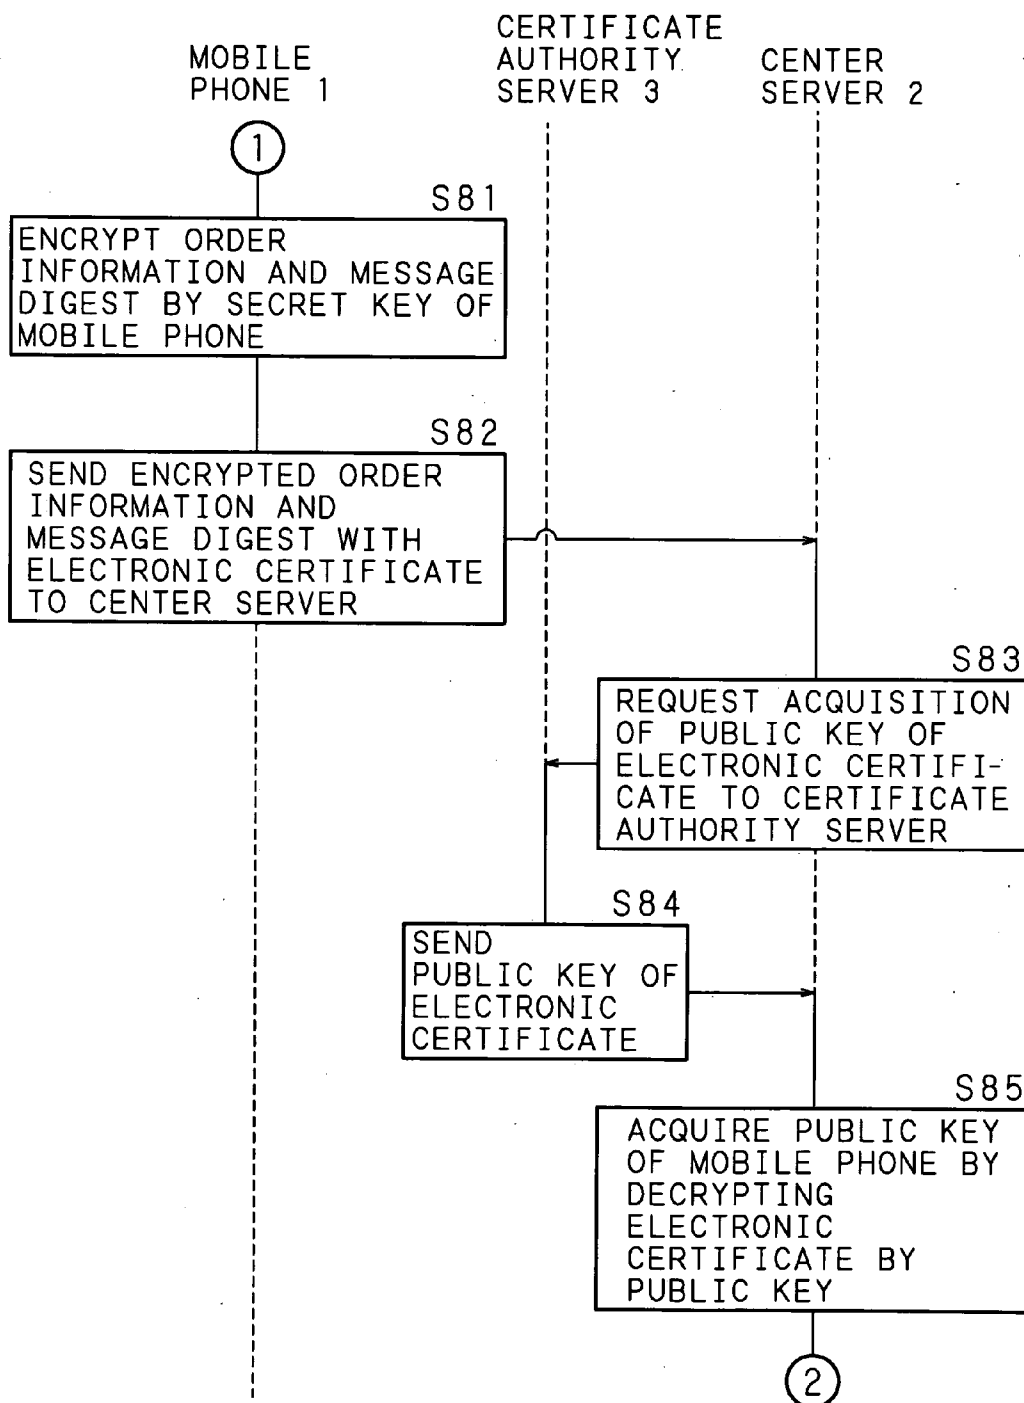 MOBILE
PHONE 1
CERTIFICATE
AUTHORITY
SERVER 3
CENTER
SERVER 2
1
S81
ENCRYPT ORDER
INFORMATION AND MESSAGE
DIGEST BY SECRET KEY OF
MOBILE PHONE
S82
SEND ENCRYPTED ORDER
INFORMATION AND
MESSAGE DIGEST WITH
ELECTRONIC CERTIFICATE
TO CENTER SERVER
S83
REQUEST ACQUISITION
OF PUBLIC KEY OF
ELECTRONIC CERTIFI-
CATE TO CERTIFICATE
AUTHORITY SERVER
S84
SEND
PUBLIC KEY OF
ELECTRONIC
CERTIFICATE
S85
ACQUIRE PUBLIC KEY
OF MOBILE PHONE BY
DECRYPTING
ELECTRONIC
CERTIFICATE BY
PUBLIC KEY
2